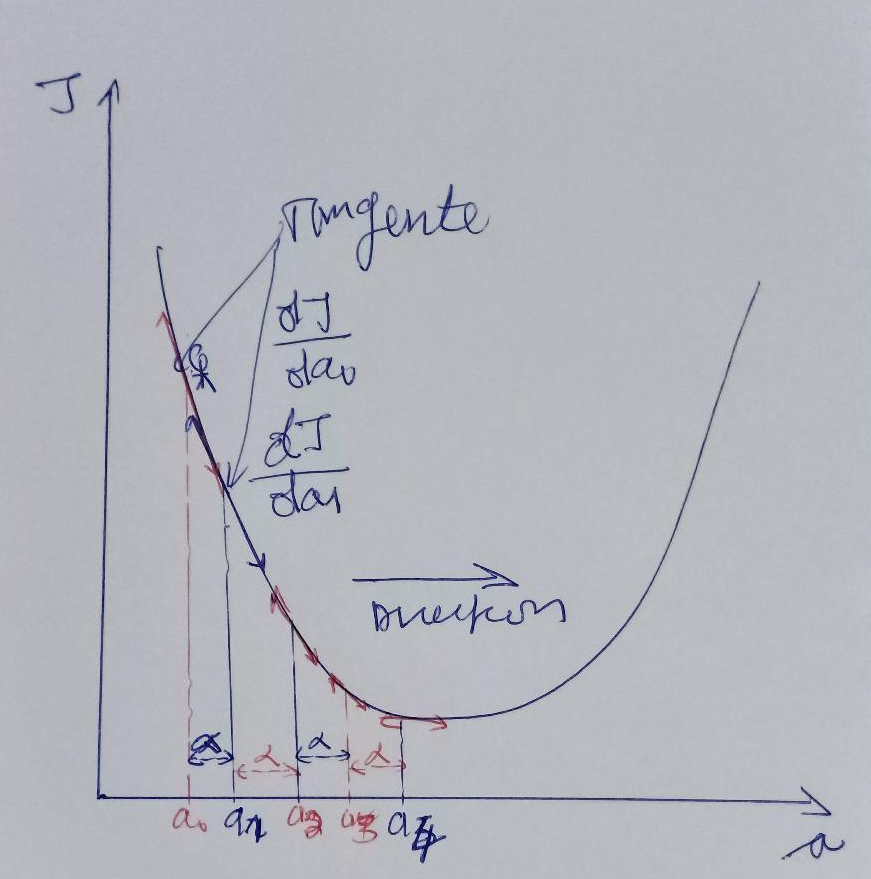 J
Tangente
dJ
da₀
dJ
da₁
Direction
α α α α
a₀ a₁ a₂ a₃ a₄
a